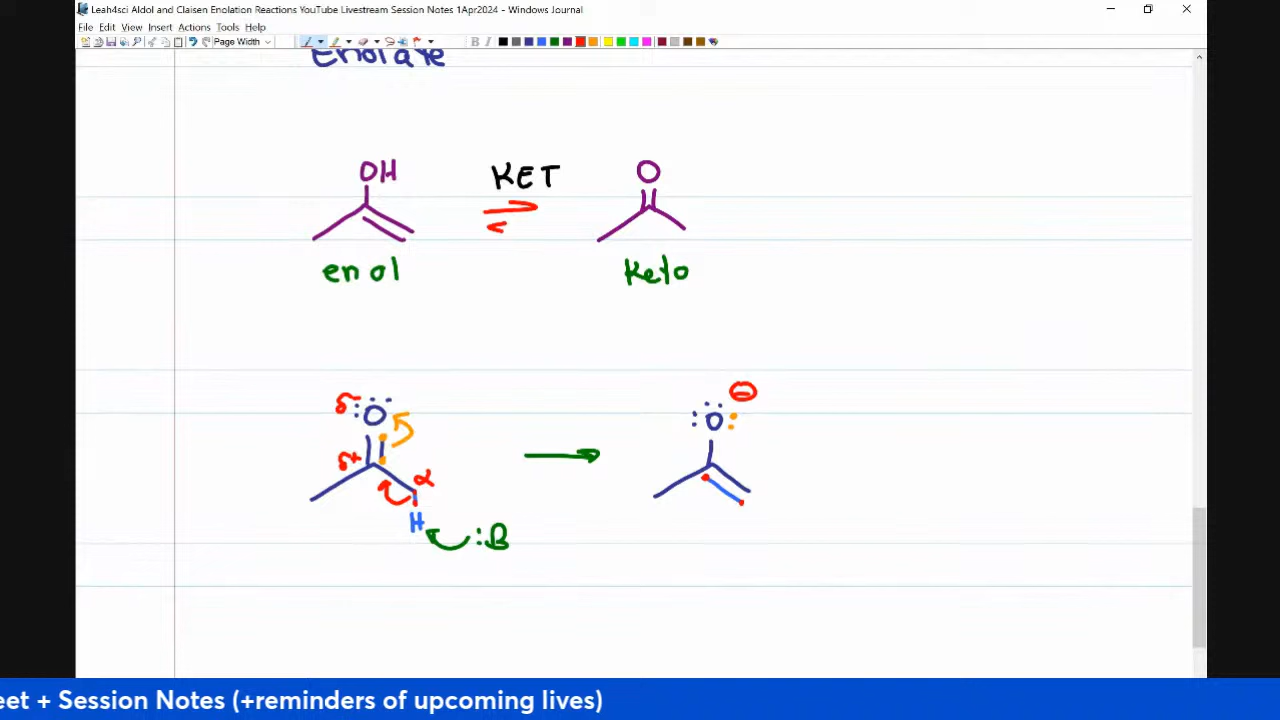 Leah4sci Aldol and Claisen Enolation Reactions YouTube Livestream Session Notes 1Apr2024 - Windows Journal
File Edit View Insert Actions Tools Help
Page Width
B I
Enolate
OH
KET
O
enol
Keto
δ- :O:
δ+
α
H :B
:O: ⊖
eet + Session Notes (+reminders of upcoming lives)